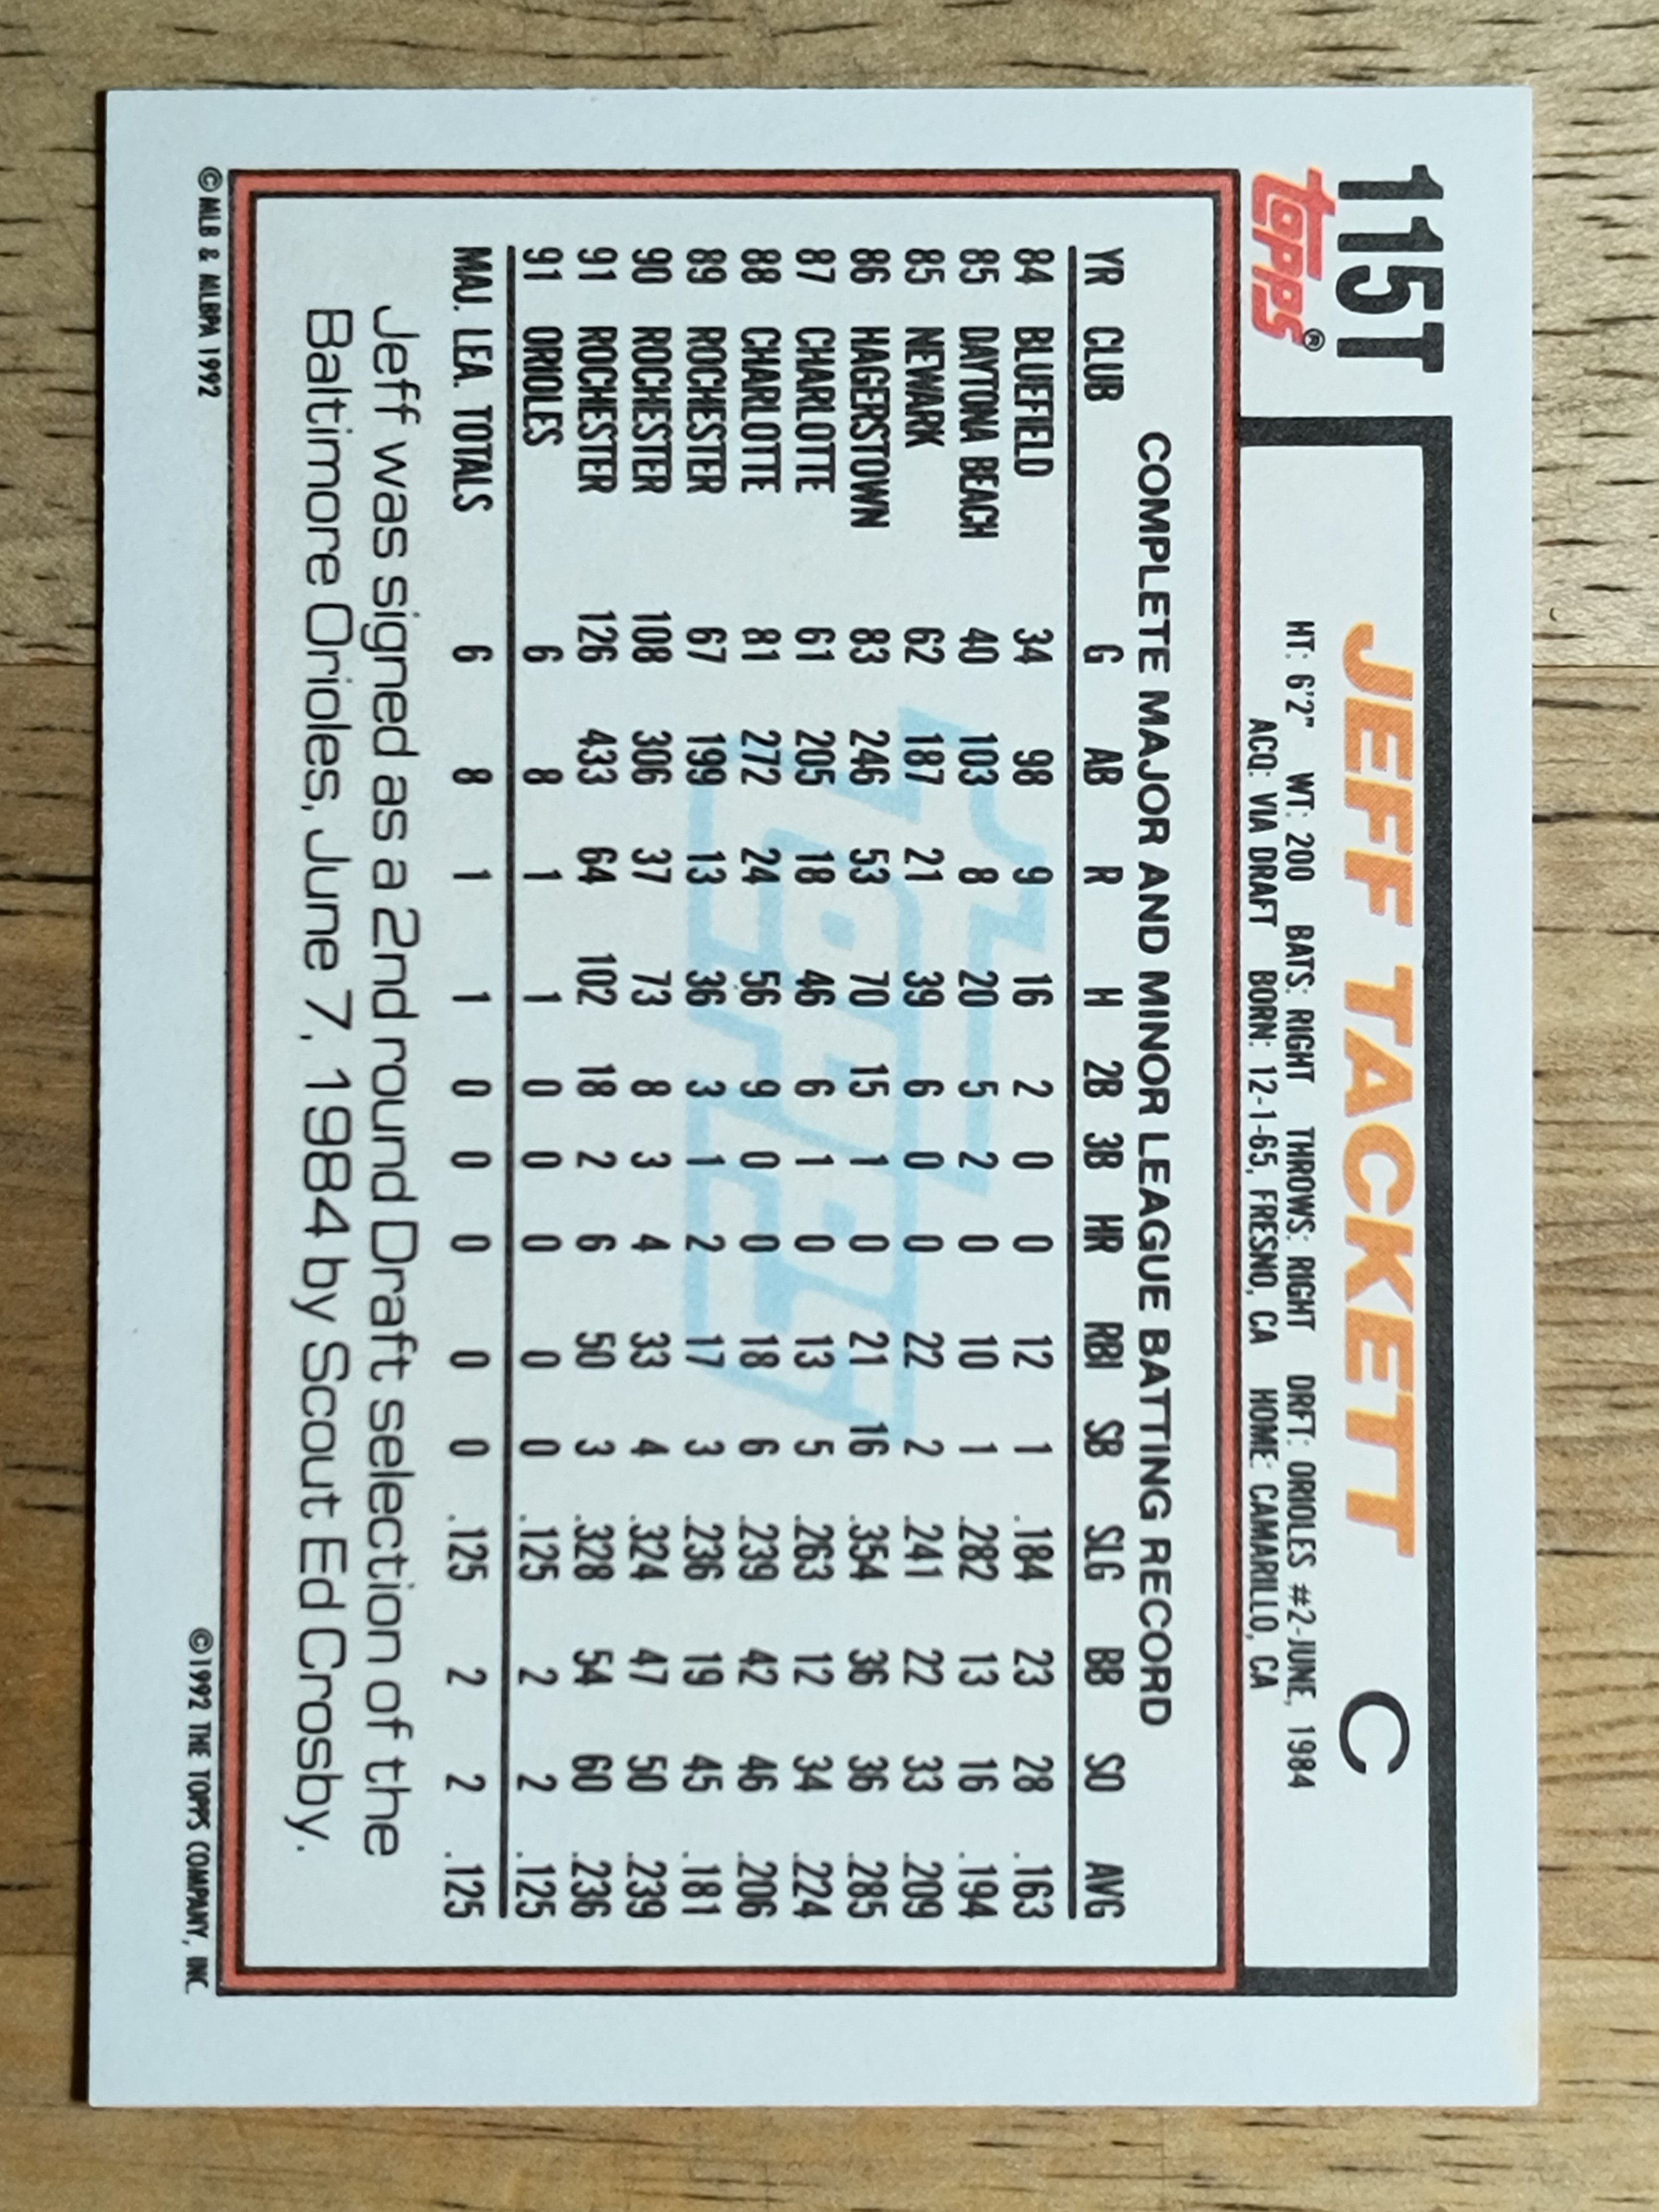 115T
topps®
JEFF TACKETT C
HT: 6'2" WT: 200 BATS: RIGHT THROWS: RIGHT DRFT: ORIOLES #2-JUNE, 1984
ACQ: VIA DRAFT BORN: 12-1-65, FRESNO, CA HOME: CAMARILLO, CA
COMPLETE MAJOR AND MINOR LEAGUE BATTING RECORD
YR CLUB G AB R H 2B 3B HR RBI SB SLG BB SO AVG
84 BLUEFIELD 34 98 9 16 2 0 0 12 1 .184 23 28 .163
85 DAYTONA BEACH 40 103 8 20 5 2 0 10 1 .282 13 16 .194
85 NEWARK 62 187 21 39 6 0 0 22 2 .241 22 33 .209
86 HAGERSTOWN 83 246 53 70 15 1 0 21 16 .354 36 36 .285
87 CHARLOTTE 61 205 18 46 6 1 0 13 5 .263 12 34 .224
88 CHARLOTTE 81 272 24 56 9 0 0 18 6 .239 42 46 .206
89 ROCHESTER 67 199 13 36 3 1 2 17 3 .236 19 45 .181
90 ROCHESTER 108 306 37 73 8 3 4 33 4 .324 47 50 .239
91 ROCHESTER 126 433 64 102 18 2 6 50 3 .328 54 60 .236
91 ORIOLES 6 8 1 1 0 0 0 0 0 .125 2 2 .125
MAJ. LEA. TOTALS 6 8 1 1 0 0 0 0 0 .125 2 2 .125
Jeff was signed as a 2nd round Draft selection of the
Baltimore Orioles, June 7, 1984 by Scout Ed Crosby.
© MLB & MLBPA 1992
©1992 THE TOPPS COMPANY, INC